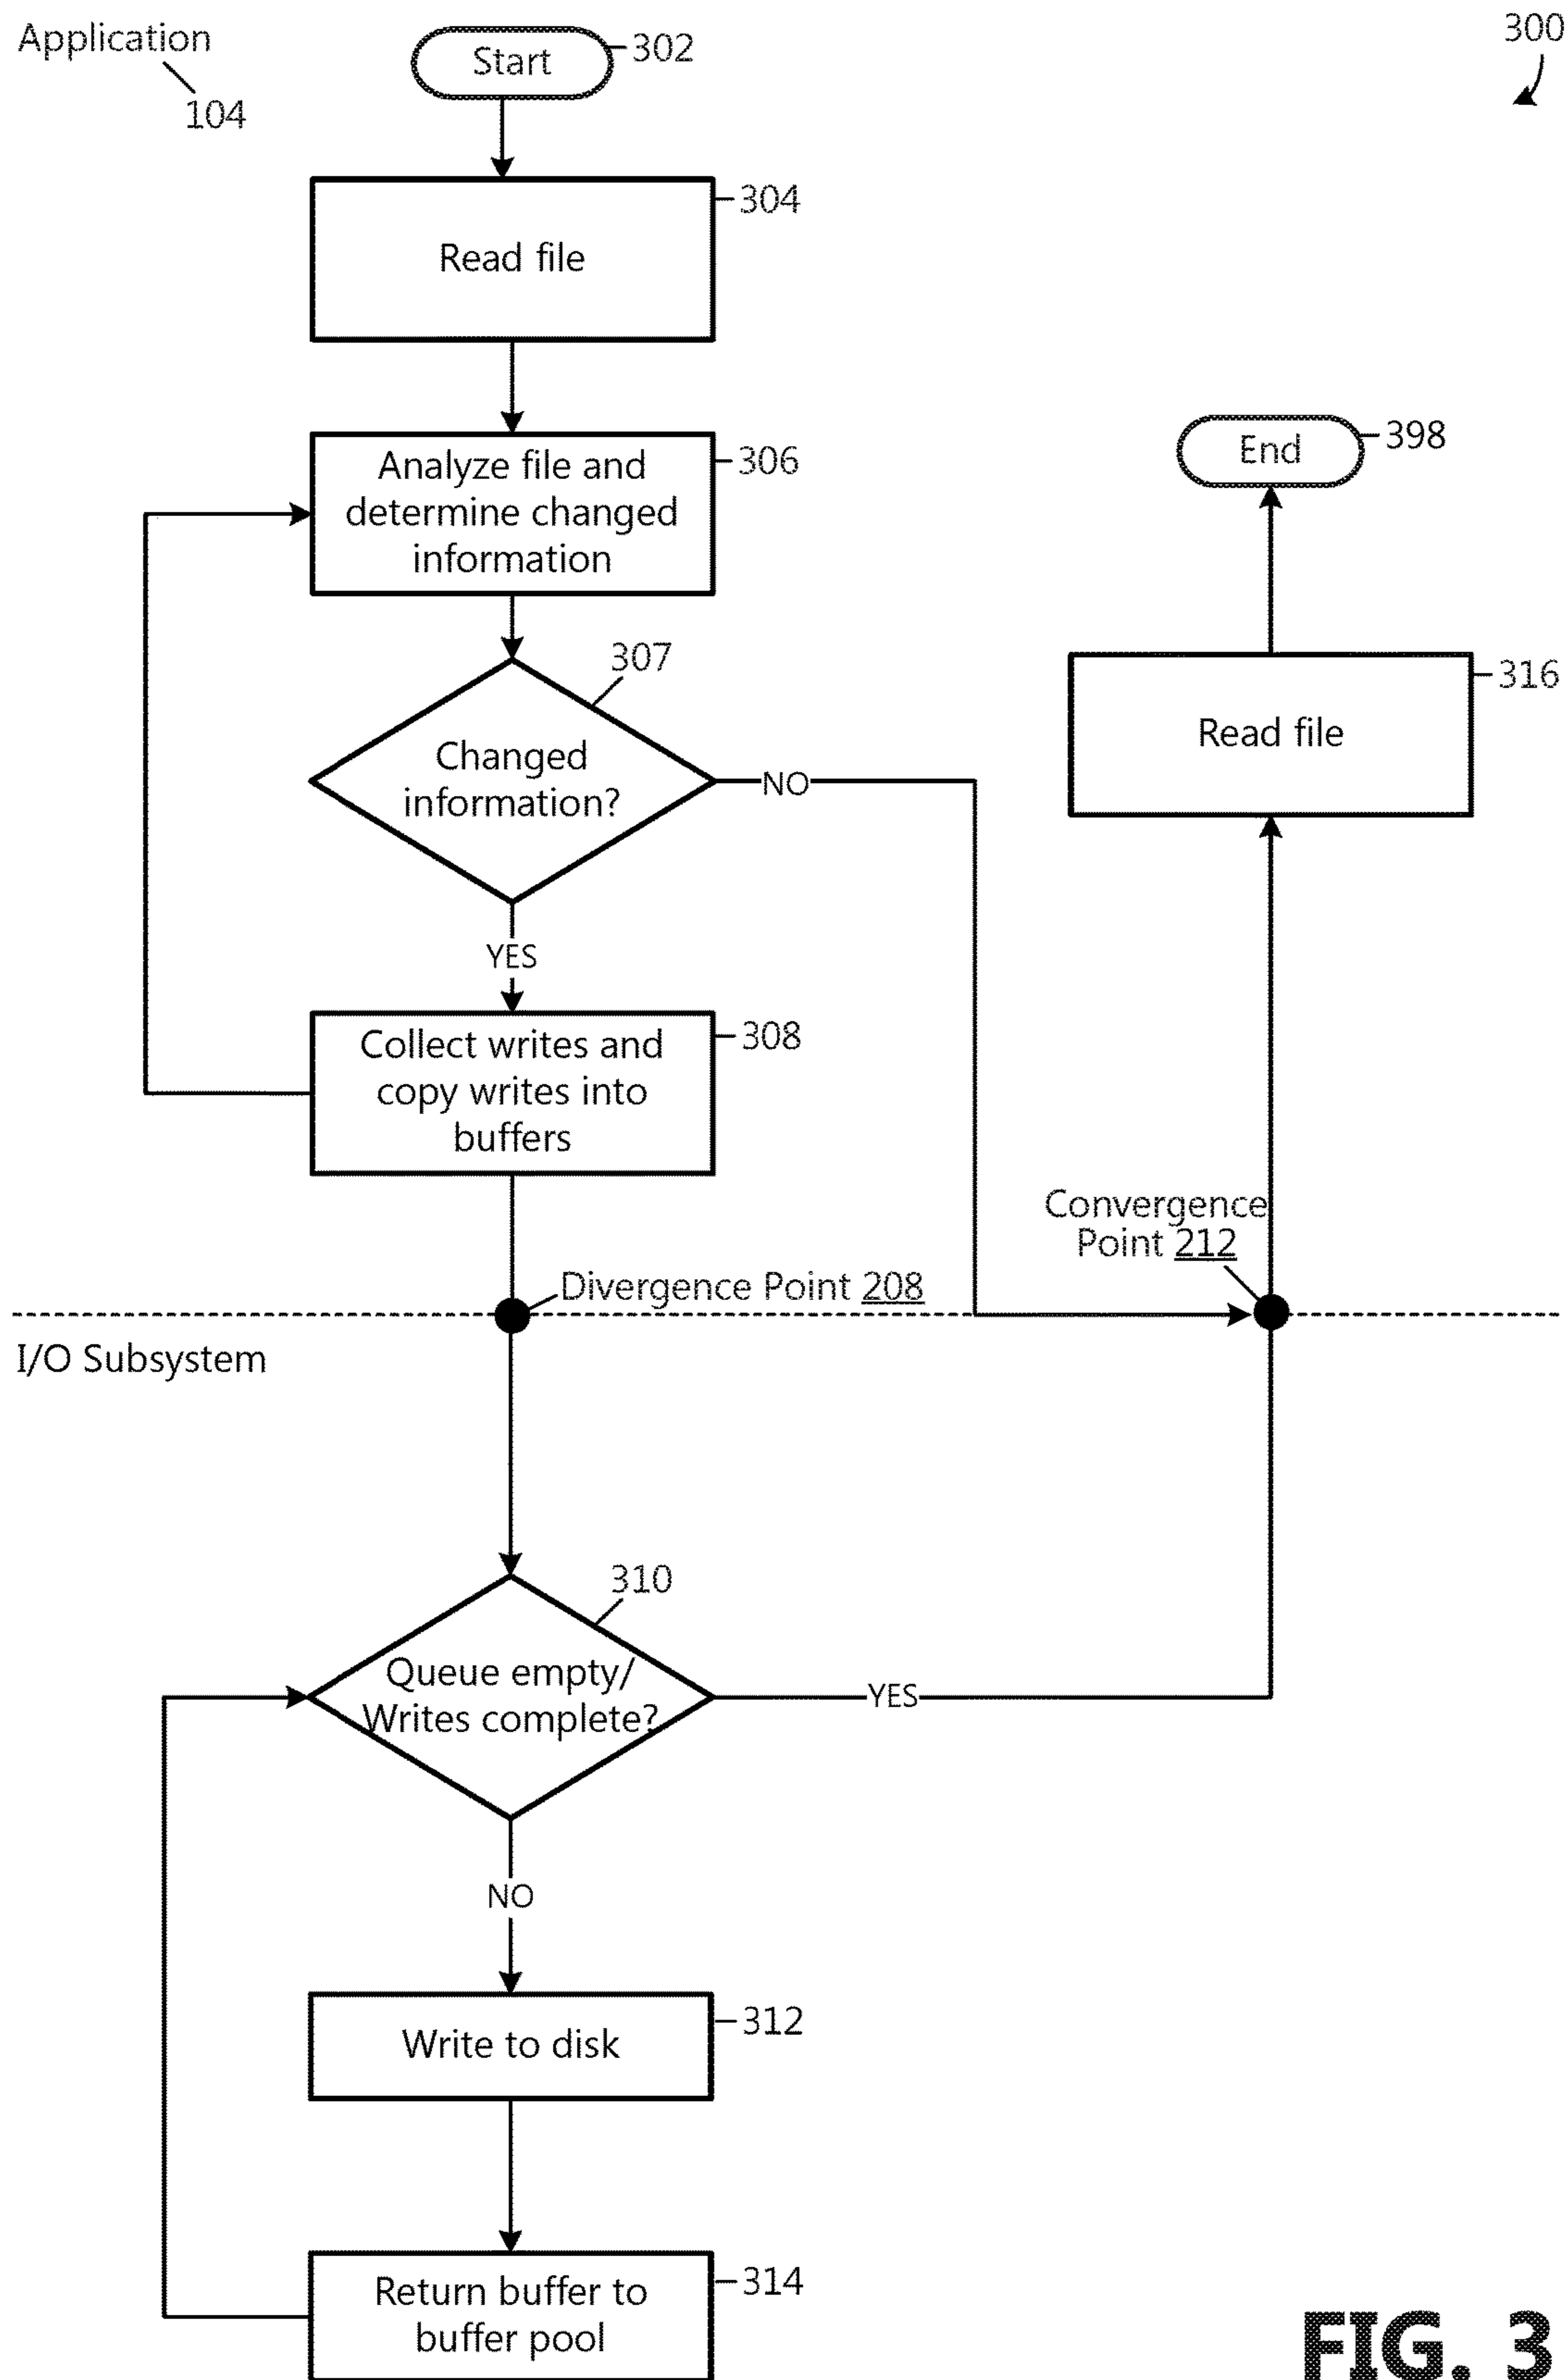 Application
104
Start
302
300
Read file
304
Analyze file and
determine changed
information
306
End
398
307
Changed
information?
NO
Read file
316
YES
Collect writes and
copy writes into
buffers
308
Convergence
Point 212
Divergence Point 208
I/O Subsystem
310
Queue empty/
Writes complete?
YES
NO
Write to disk
312
Return buffer to
buffer pool
314
FIG. 3